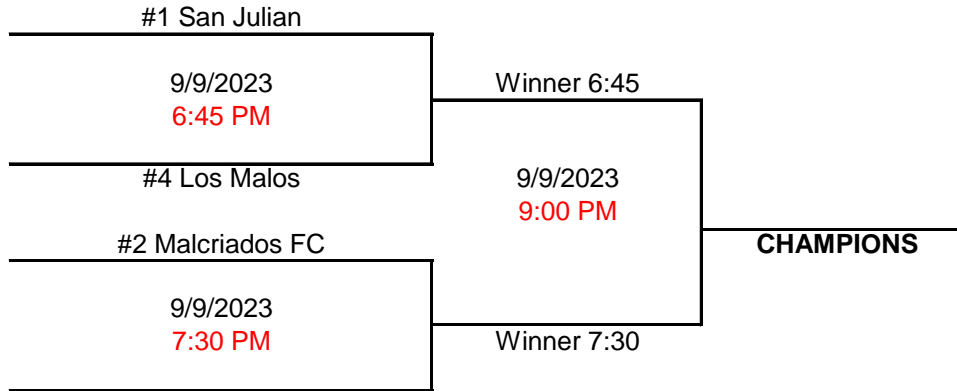 #1 San Julian
9/9/2023
6:45 PM
Winner 6:45
#4 Los Malos
9/9/2023
9:00 PM
#2 Malcriados FC
CHAMPIONS
9/9/2023
7:30 PM
Winner 7:30